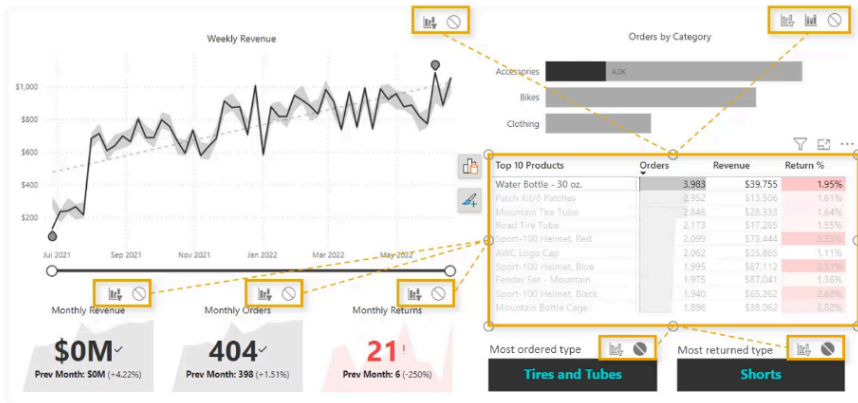 Weekly Revenue
$1,000
$800
$600
$400
$200
Jul 2021 Sep 2021 Nov 2021 Jan 2022 Mar 2022 May 2022
Orders by Category
Accessories 4.0K
Bikes
Clothing
Top 10 Products Orders Revenue Return %
Water Bottle - 30 oz. 3.983 $39.755 1.95%
Patch Kit/8 Patches 2,952 $13.506 1.61%
Mountain Tire Tube 2.846 $28.333 1.64%
Road Tire Tube 2.173 $17.265 1.55%
Sport-100 Helmet, Red 2.099 $73.444 3.33%
AWC Logo Cap 2.062 $35.865 1.11%
Sport-100 Helmet, Blue 1.995 $67.112 3.31%
Fender Set - Mountain 1.975 $87.041 1.36%
Sport-100 Helmet, Black 1.940 $65.262 2.68%
Mountain Bottle Cage 1.896 $38.062 2.02%
Monthly Revenue
$0M
Prev Month: $0M (+4.22%)
Monthly Orders
404
Prev Month: 398 (+1.51%)
Monthly Returns
21!
Prev Month: 6 (-250%)
Most ordered type
Tires and Tubes
Most returned type
Shorts